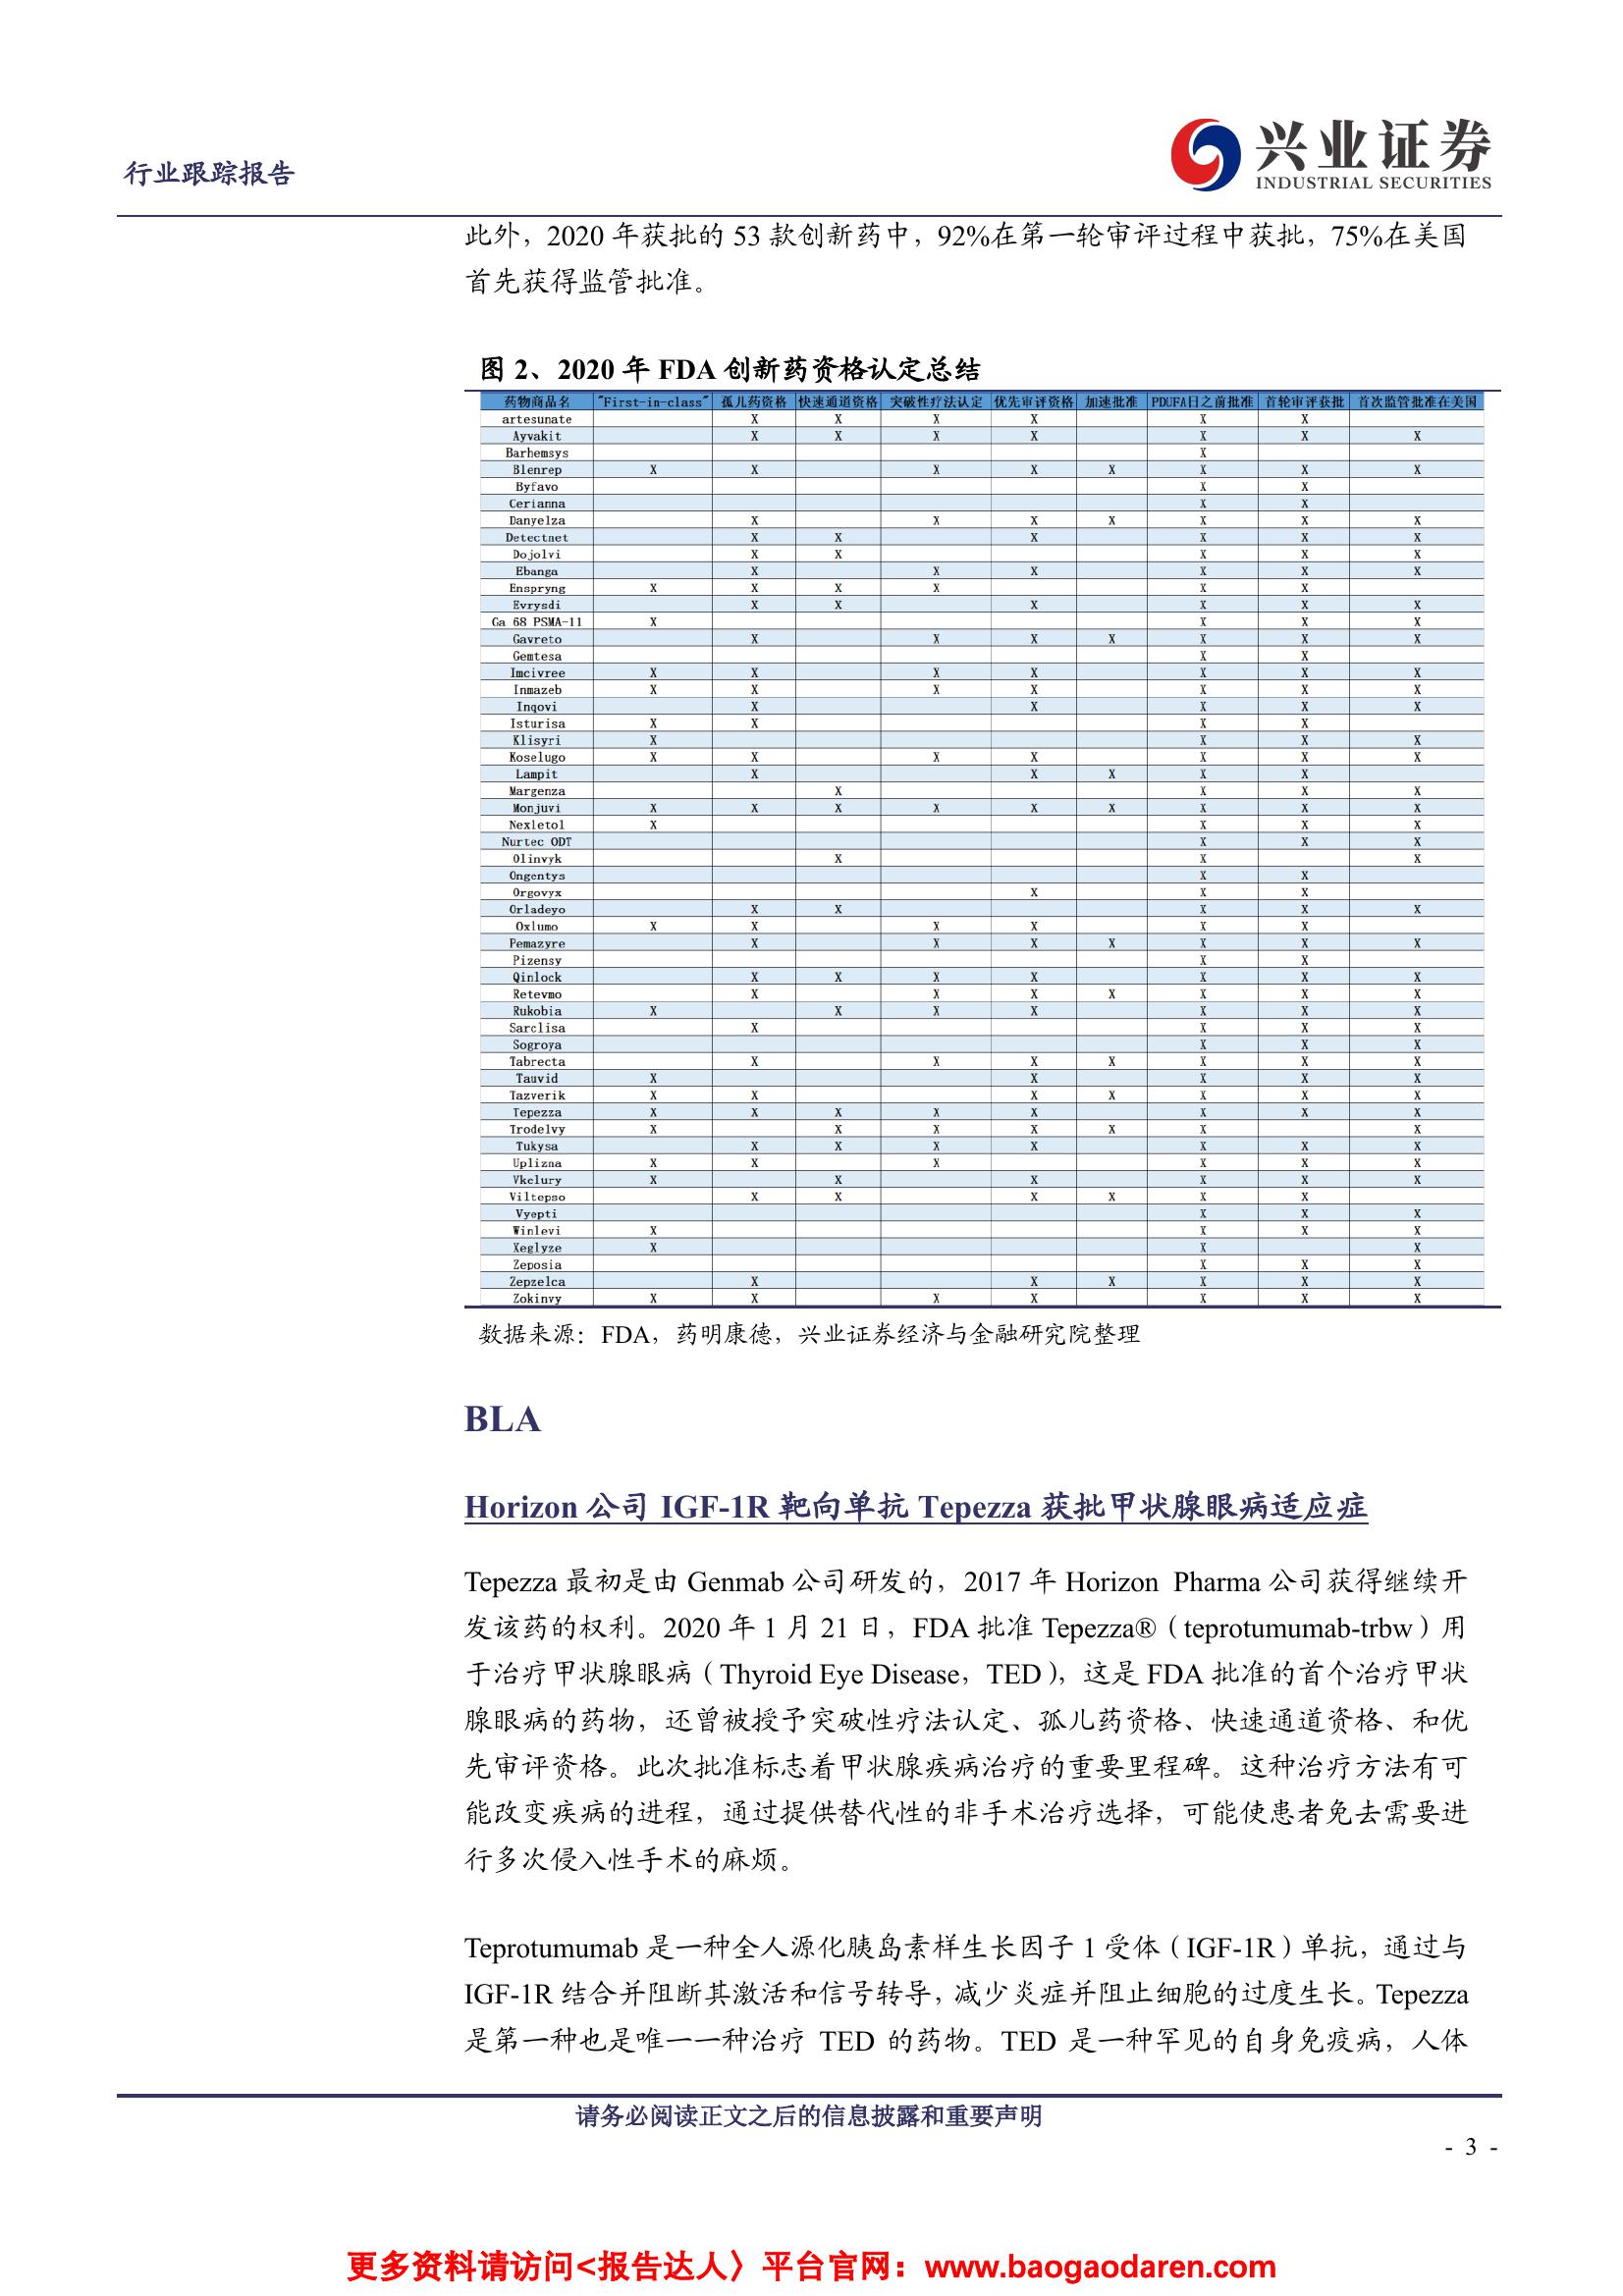 行业跟踪报告
兴业证券
INDUSTRIAL SECURITIES
此外，2020 年获批的 53 款创新药中，92%在第一轮审评过程中获批，75%在美国
首先获得监管批准。
图 2、2020 年 FDA 创新药资格认定总结
药物商品名 "First-in-class" 孤儿药资格 快速通道资格 突破性疗法认定 优先审评资格 加速批准 PDUFA日之前批准 首轮审评获批 首次监管批准在美国
artesunate X X X X X X
Ayvakit X X X X X X X
Barhemsys X
Blenrep X X X X X X X X
Byfavo X X
Cerianna X X
Danyelza X X X X X X X
Detectnet X X X X X X
Dojolvi X X X X X
Ebanga X X X X X X
Enspryng X X X X X X
Evrysdi X X X X X X
Ga 68 PSMA-11 X X X X
Gavreto X X X X X X X
Gemtesa X X
Imcivree X X X X X X X
Inmazeb X X X X X X X
Inqovi X X X X X
Isturisa X X X X
Klisyri X X X X
Koselugo X X X X X X X
Lampit X X X X X
Margenza X X X X
Monjuvi X X X X X X X X X
Nexletol X X X X
Nurtec ODT X X X
Olinvyk X X X
Ongentys X X
Orgovyx X X X
Orladeyo X X X X X
Oxlumo X X X X X X
Pemazyre X X X X X X X
Pizensy X X
Qinlock X X X X X X X
Retevmo X X X X X X X
Rukobia X X X X X X X
Sarclisa X X X X
Sogroya X X X
Tabrecta X X X X X X X
Tauvid X X X X X
Tazverik X X X X X X X
Tepezza X X X X X X X X
Trodelvy X X X X X X X
Tukysa X X X X X X X
Uplizna X X X X X X
Vkclury X X X X X X
Viltepso X X X X X X
Vyepti X X X
Winlevi X X X X
Xeglyze X X X
Zeposia X X X
Zepzelca X X X X X X
Zokinvy X X X X X X X
数据来源：FDA，药明康德，兴业证券经济与金融研究院整理
BLA
Horizon 公司 IGF-1R 靶向单抗 Tepezza 获批甲状腺眼病适应症
Tepezza 最初是由 Genmab 公司研发的，2017 年 Horizon Pharma 公司获得继续开
发该药的权利。2020 年 1 月 21 日，FDA 批准 Tepezza®（teprotumumab-trbw）用
于治疗甲状腺眼病（Thyroid Eye Disease，TED），这是 FDA 批准的首个治疗甲状
腺眼病的药物，还曾被授予突破性疗法认定、孤儿药资格、快速通道资格、和优
先审评资格。此次批准标志着甲状腺疾病治疗的重要里程碑。这种治疗方法有可
能改变疾病的进程，通过提供替代性的非手术治疗选择，可能使患者免去需要进
行多次侵入性手术的麻烦。
Teprotumumab 是一种全人源化胰岛素样生长因子 1 受体（IGF-1R）单抗，通过与
IGF-1R 结合并阻断其激活和信号转导，减少炎症并阻止细胞的过度生长。Tepezza
是第一种也是唯一一种治疗 TED 的药物。TED 是一种罕见的自身免疫病，人体
请务必阅读正文之后的信息披露和重要声明
- 3 -
更多资料请访问<报告达人〉平台官网：www.baogaodaren.com